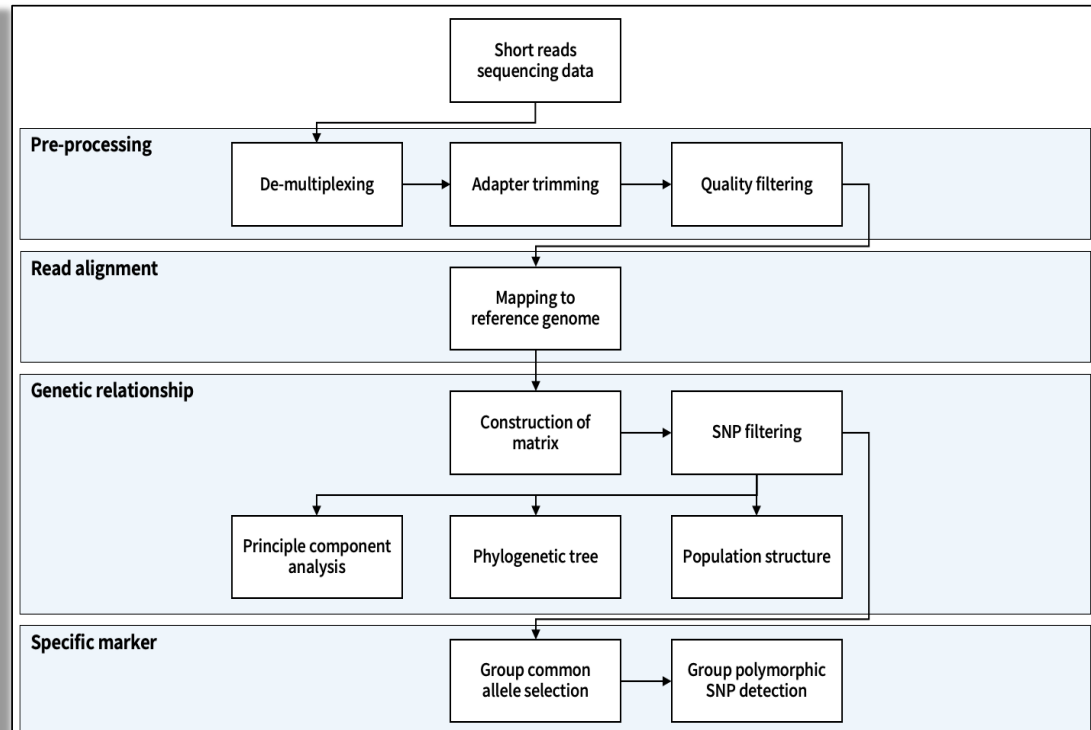 Short reads
sequencing data
Pre-processing
De-multiplexing
Adapter trimming
Quality filtering
Read alignment
Mapping to
reference genome
Genetic relationship
Construction of
matrix
SNP filtering
Principle component
analysis
Phylogenetic tree
Population structure
Specific marker
Group common
allele selection
Group polymorphic
SNP detection